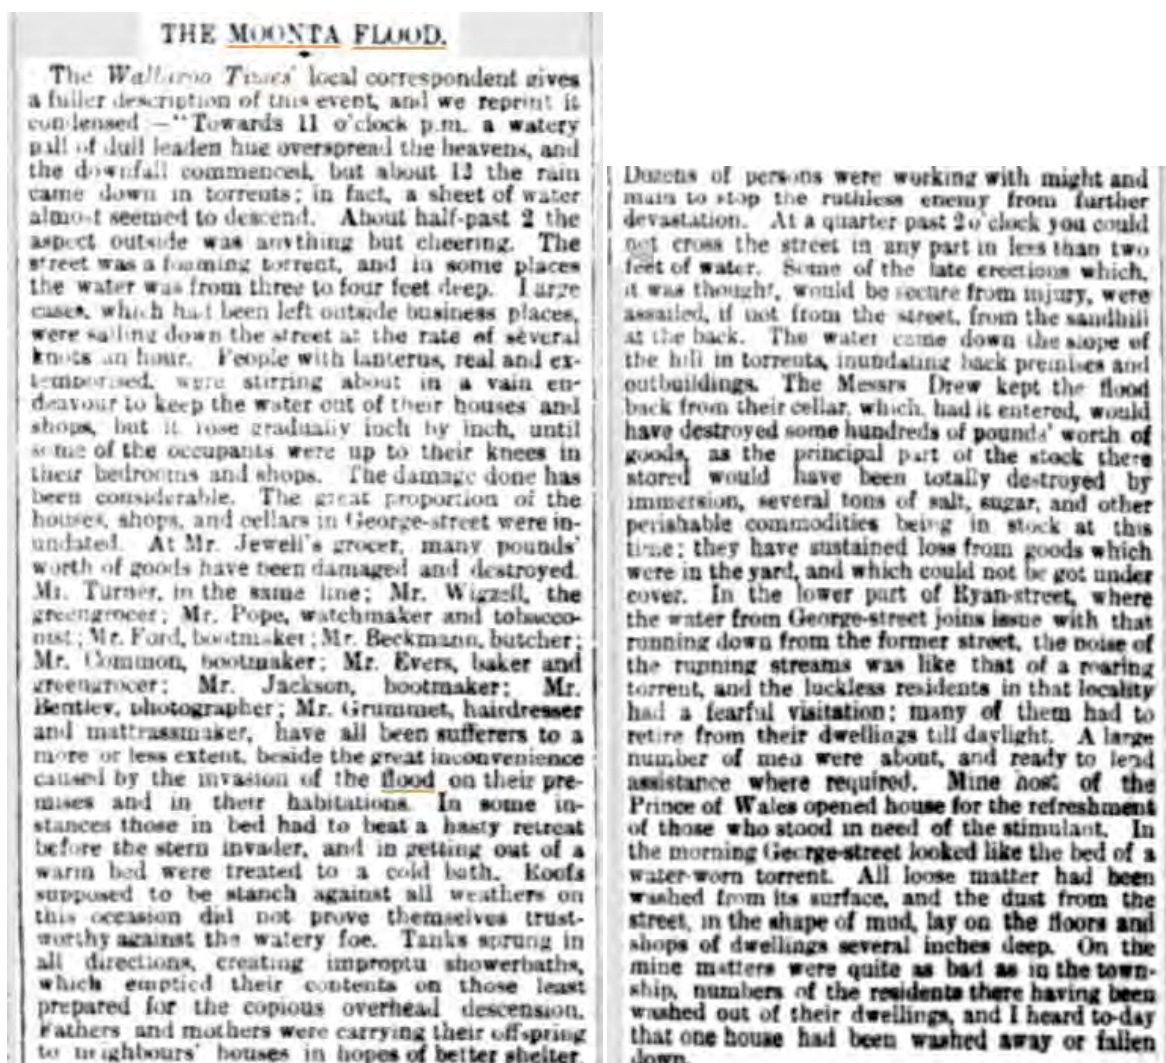 THE MOONTA FLOOD.
The Wallaroo Times' local correspondent gives
a fuller description of this event, and we reprint it
condensed —"Towards 11 o'clock p.m. a watery
pall of dull leaden hue overspread the heavens, and
the downfall commenced, but about 12 the rain
came down in torrents; in fact, a sheet of water
almost seemed to descend. About half-past 2 the
aspect outside was anything but cheering. The
street was a foaming torrent, and in some places
the water was from three to four feet deep. Large
cases, which had been left outside business places,
were sailing down the street at the rate of several
knots an hour. People with lanterns, real and ex-
temporised, were stirring about in a vain en-
deavour to keep the water out of their houses and
shops, but it rose gradually inch by inch, until
some of the occupants were up to their knees in
their bedrooms and shops. The damage done has
been considerable. The great proportion of the
houses, shops, and cellars in George-street were in-
undated. At Mr. Jewell's grocer, many pounds'
worth of goods have been damaged and destroyed.
Mr. Turner, in the same line; Mr. Wigzell, the
greengrocer; Mr. Pope, watchmaker and tobacco-
nist; Mr. Ford, bootmaker; Mr. Beckmann, butcher;
Mr. Common, bootmaker; Mr. Evers, baker and
greengrocer; Mr. Jackson, bootmaker; Mr.
Bentley, photographer; Mr. Grummet, hairdresser
and mattrassmaker, have all been sufferers to a
more or less extent, beside the great inconvenience
caused by the invasion of the flood on their pre-
mises and in their habitations. In some in-
stances those in bed had to beat a hasty retreat
before the stern invader, and in getting out of a
warm bed were treated to a cold bath. Roofs
supposed to be stanch against all weathers on
this occasion did not prove themselves trust-
worthy against the watery foe. Tanks sprung in
all directions, creating improptu showerbaths,
which emptied their contents on those least
prepared for the copious overhead descension.
Fathers and mothers were carrying their offspring
to neighbours' houses in hopes of better shelter.
Dozens of persons were working with might and
main to stop the ruthless enemy from further
devastation. At a quarter past 2 o'clock you could
not cross the street in any part in less than two
feet of water. Some of the late erections which,
it was thought, would be secure from injury, were
assailed, if not from the street, from the sandhill
at the back. The water came down the slope of
the hill in torrents, inundating back premises and
outbuildings. The Messrs Drew kept the flood
back from their cellar, which, had it entered, would
have destroyed some hundreds of pounds' worth of
goods, as the principal part of the stock there
stored would have been totally destroyed by
immersion, several tons of salt, sugar, and other
perishable commodities being in stock at this
time; they have sustained loss from goods which
were in the yard, and which could not be got under
cover. In the lower part of Ryan-street, where
the water from George-street joins issue with that
running down from the former street, the noise of
the running streams was like that of a roaring
torrent, and the luckless residents in that locality
had a fearful visitation; many of them had to
retire from their dwellings till daylight. A large
number of men were about, and ready to lend
assistance where required. Mine host of the
Prince of Wales opened house for the refreshment
of those who stood in need of the stimulant. In
the morning George-street looked like the bed of a
water-worn torrent. All loose matter had been
washed from its surface, and the dust from the
street, in the shape of mud, lay on the floors and
shops of dwellings several inches deep. On the
mine matters were quite as bad as in the town-
ship, numbers of the residents there having been
washed out of their dwellings, and I heard to-day
that one house had been washed away or fallen
down.